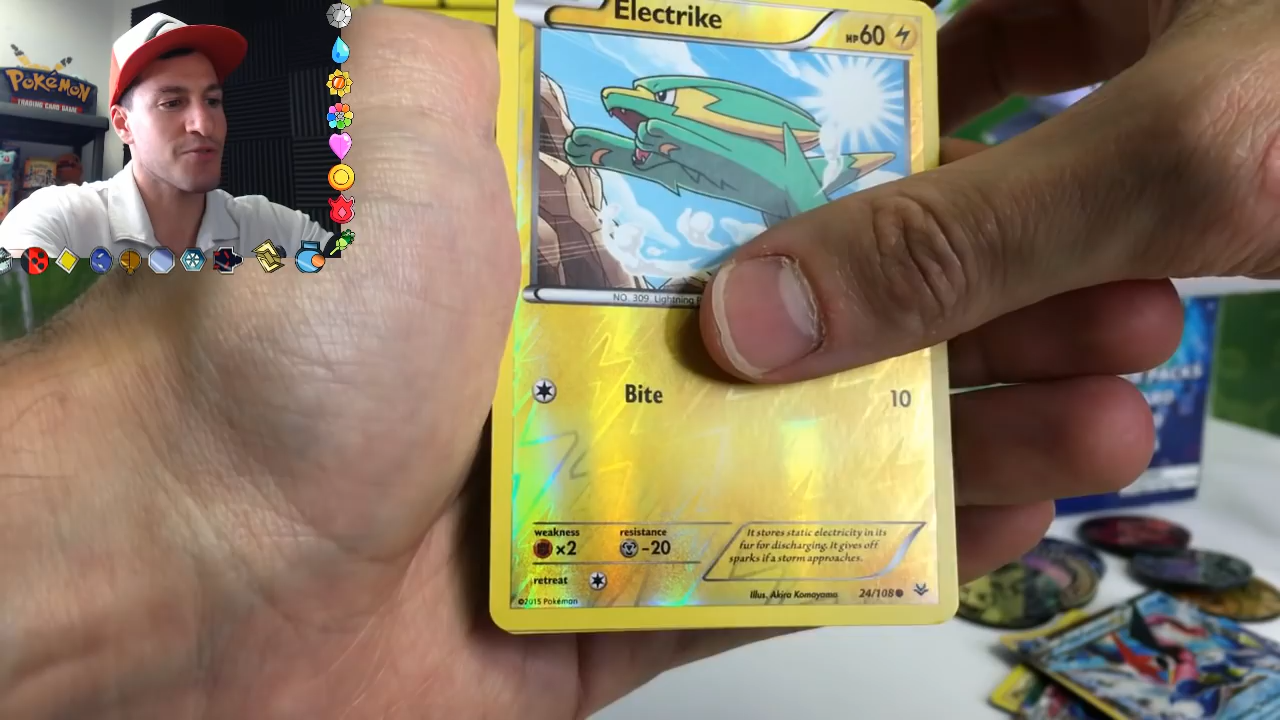 Pokémon
TRADING CARD GAME
Electrike
HP60
NO. 309. Lightning
Bite
10
weakness
resistance
×2
-20
retreat
It stores static electricity in its
fur for discharging. It gives off
sparks if a storm approaches.
Illus. Akira Komayama
24/108
©2015 Pokémon
PACKS